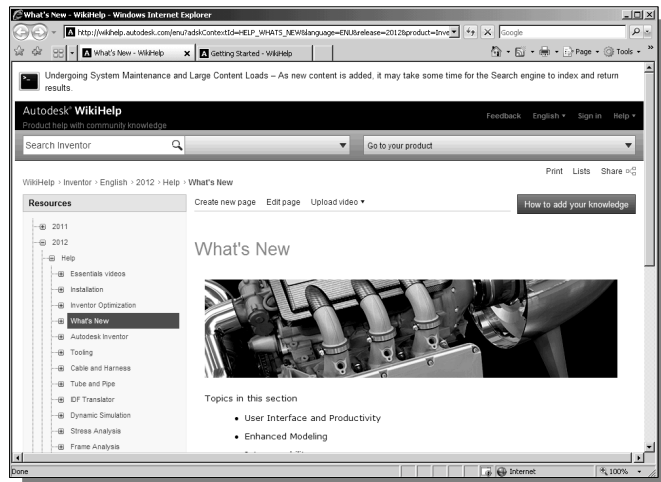 What's New - WikiHelp - Windows Internet Explorer
http://wikihelp.autodesk.com/enu?adskContextId=HELP_WHATS_NEW&language=ENU&release=2012&product=Inve
Google
What's New - WikiHelp
Getting Started - WikiHelp
Page
Tools
Undergoing System Maintenance and Large Content Loads – As new content is added, it may take some time for the Search engine to index and return
results.
Autodesk® WikiHelp
Product help with community knowledge
Feedback English Sign in Help
Search Inventor
Go to your product
Print Lists Share
WikiHelp > Inventor > English > 2012 > Help > What's New
Resources
Create new page Edit page Upload video
How to add your knowledge
2011
2012
Help
Essentials videos
Installation
Inventor Optimization
What's New
Autodesk Inventor
Tooling
Cable and Harness
Tube and Pipe
IDF Translator
Dynamic Simulation
Stress Analysis
Frame Analysis
What's New
Topics in this section
• User Interface and Productivity
• Enhanced Modeling
Done
Internet
100%